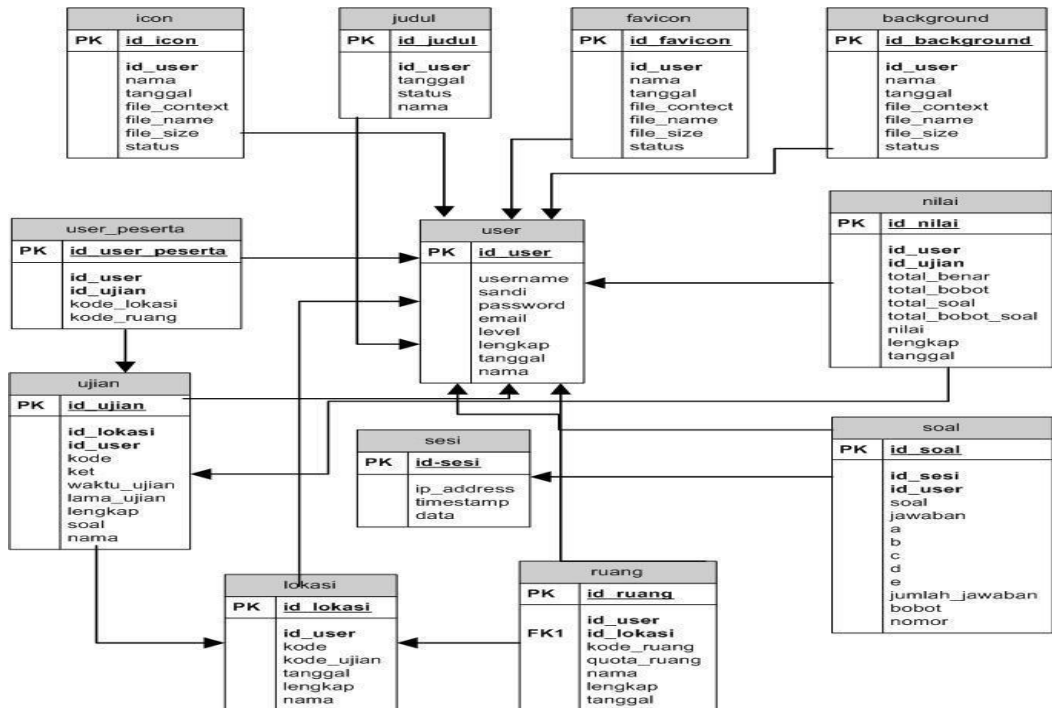 icon
PK id_icon
id_user
nama
tanggal
file_context
file_name
file_size
status
judul
PK id_judul
id_user
tanggal
status
nama
favicon
PK id_favicon
id_user
nama
tanggal
file_contect
file_name
file_size
status
background
PK id_background
id_user
nama
tanggal
file_context
file_name
file_size
status
user_peserta
PK id_user_peserta
id_user
id_ujian
kode_lokasi
kode_ruang
user
PK id_user
username
sandi
password
email
level
lengkap
tanggal
nama
nilai
PK id_nilai
id_user
id_ujian
total_benar
total_bobot
total_soal
total_bobot_soal
nilai
lengkap
tanggal
ujian
PK id_ujian
id_lokasi
id_user
kode
ket
waktu_ujian
lama_ujian
lengkap
soal
nama
sesi
PK id-sesi
ip_address
timestamp
data
soal
PK id_soal
id_sesi
id_user
soal
jawaban
a
b
c
d
e
jumlah_jawaban
bobot
nomor
lokasi
PK id_lokasi
id_user
kode
kode_ujian
tanggal
lengkap
nama
ruang
PK id_ruang
id_user
FK1 id_lokasi
kode_ruang
quota_ruang
nama
lengkap
tanggal